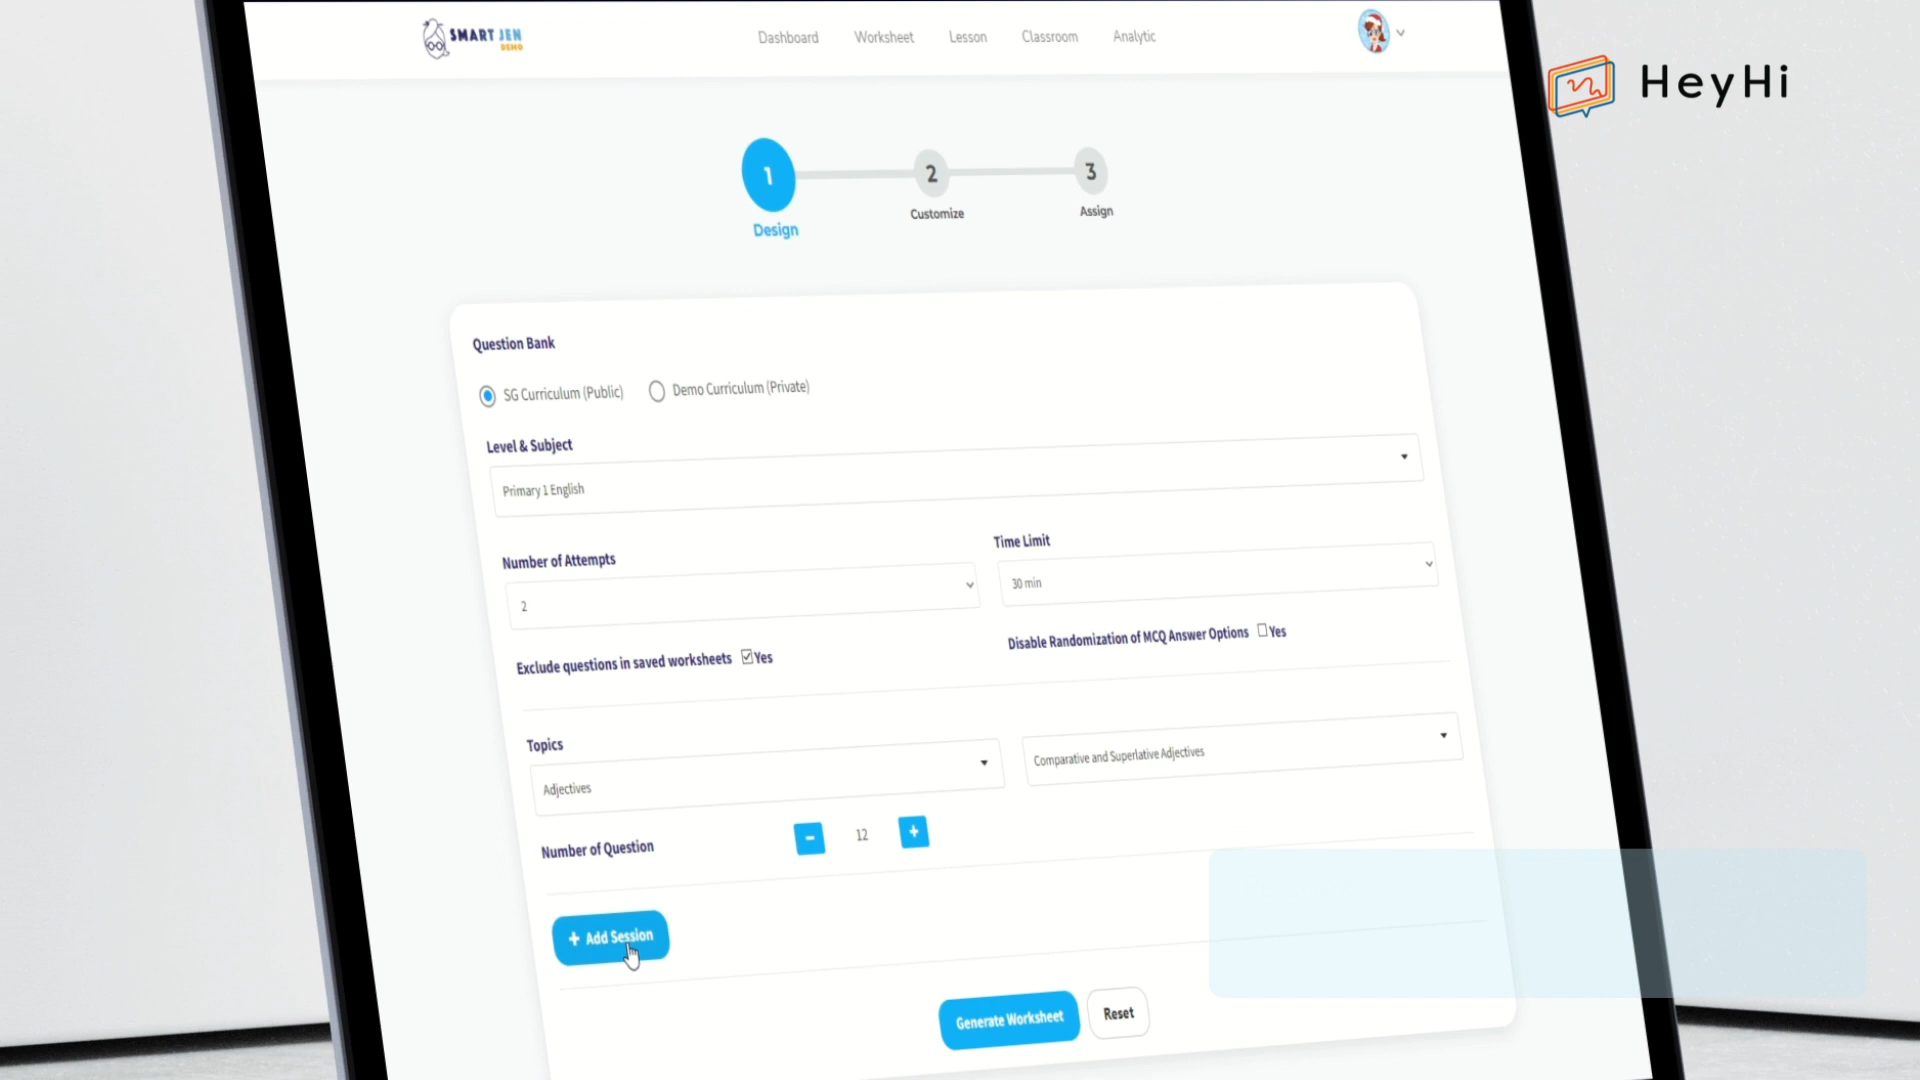 SMART JEN
DEMO
Dashboard Worksheet Lesson Classroom Analytic
HeyHi
1 2 3
Design Customize Assign
Question Bank
SG Curriculum (Public) Demo Curriculum (Private)
Level & Subject
Primary 1 English
Number of Attempts Time Limit
2 30 min
Exclude questions in saved worksheets Yes Disable Randomization of MCQ Answer Options Yes
Topics
Adjectives Comparative and Superlative Adjectives
Number of Question - 12 +
+ Add Session
Generate Worksheet Reset